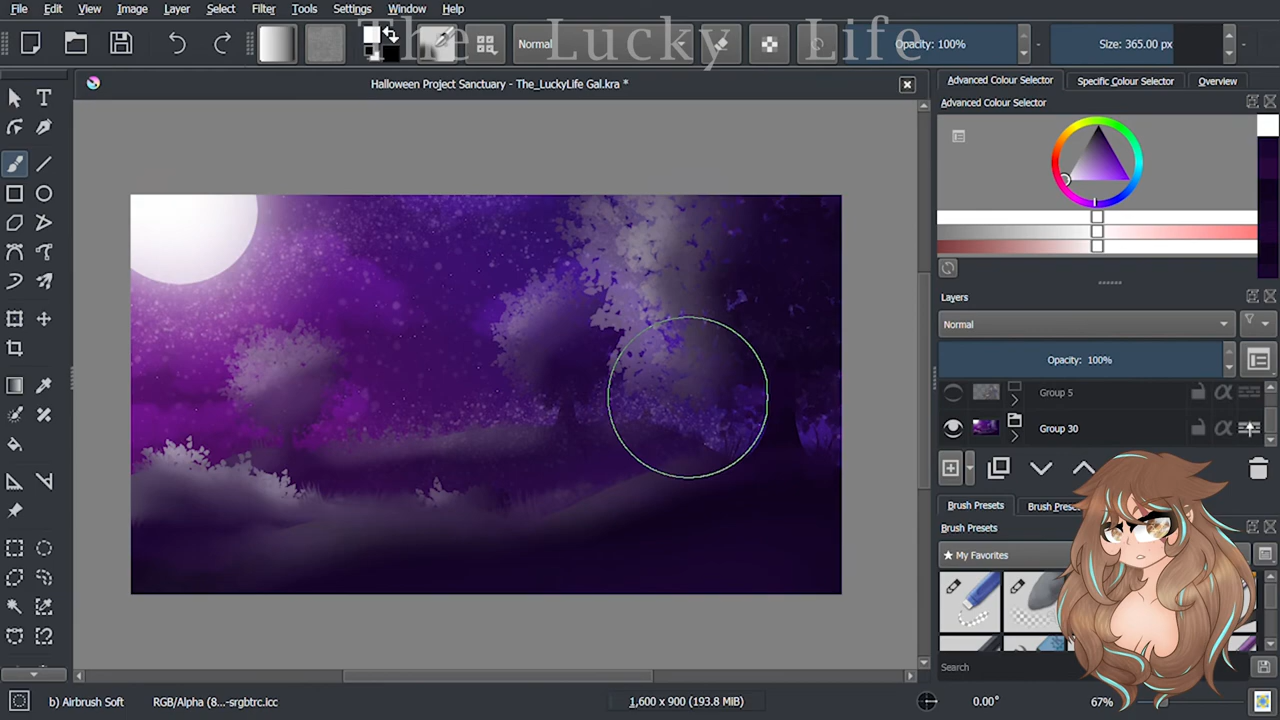 File Edit View Image Layer Select Filter Tools Settings Window Help
The Lucky Life
Normal
Opacity: 100%
Size: 365.00 px
Halloween Project Sanctuary - The_LuckyLife Gal.kra *
Advanced Colour Selector
Specific Colour Selector
Overview
Advanced Colour Selector
Layers
Normal
Opacity: 100%
Group 5
Group 30
Brush Presets
Brush Prese
Brush Presets
★ My Favorites
Search
b) Airbrush Soft
RGB/Alpha (8...-srgbtrc.icc
1,600 x 900 (193.8 MiB)
0.00°
67%